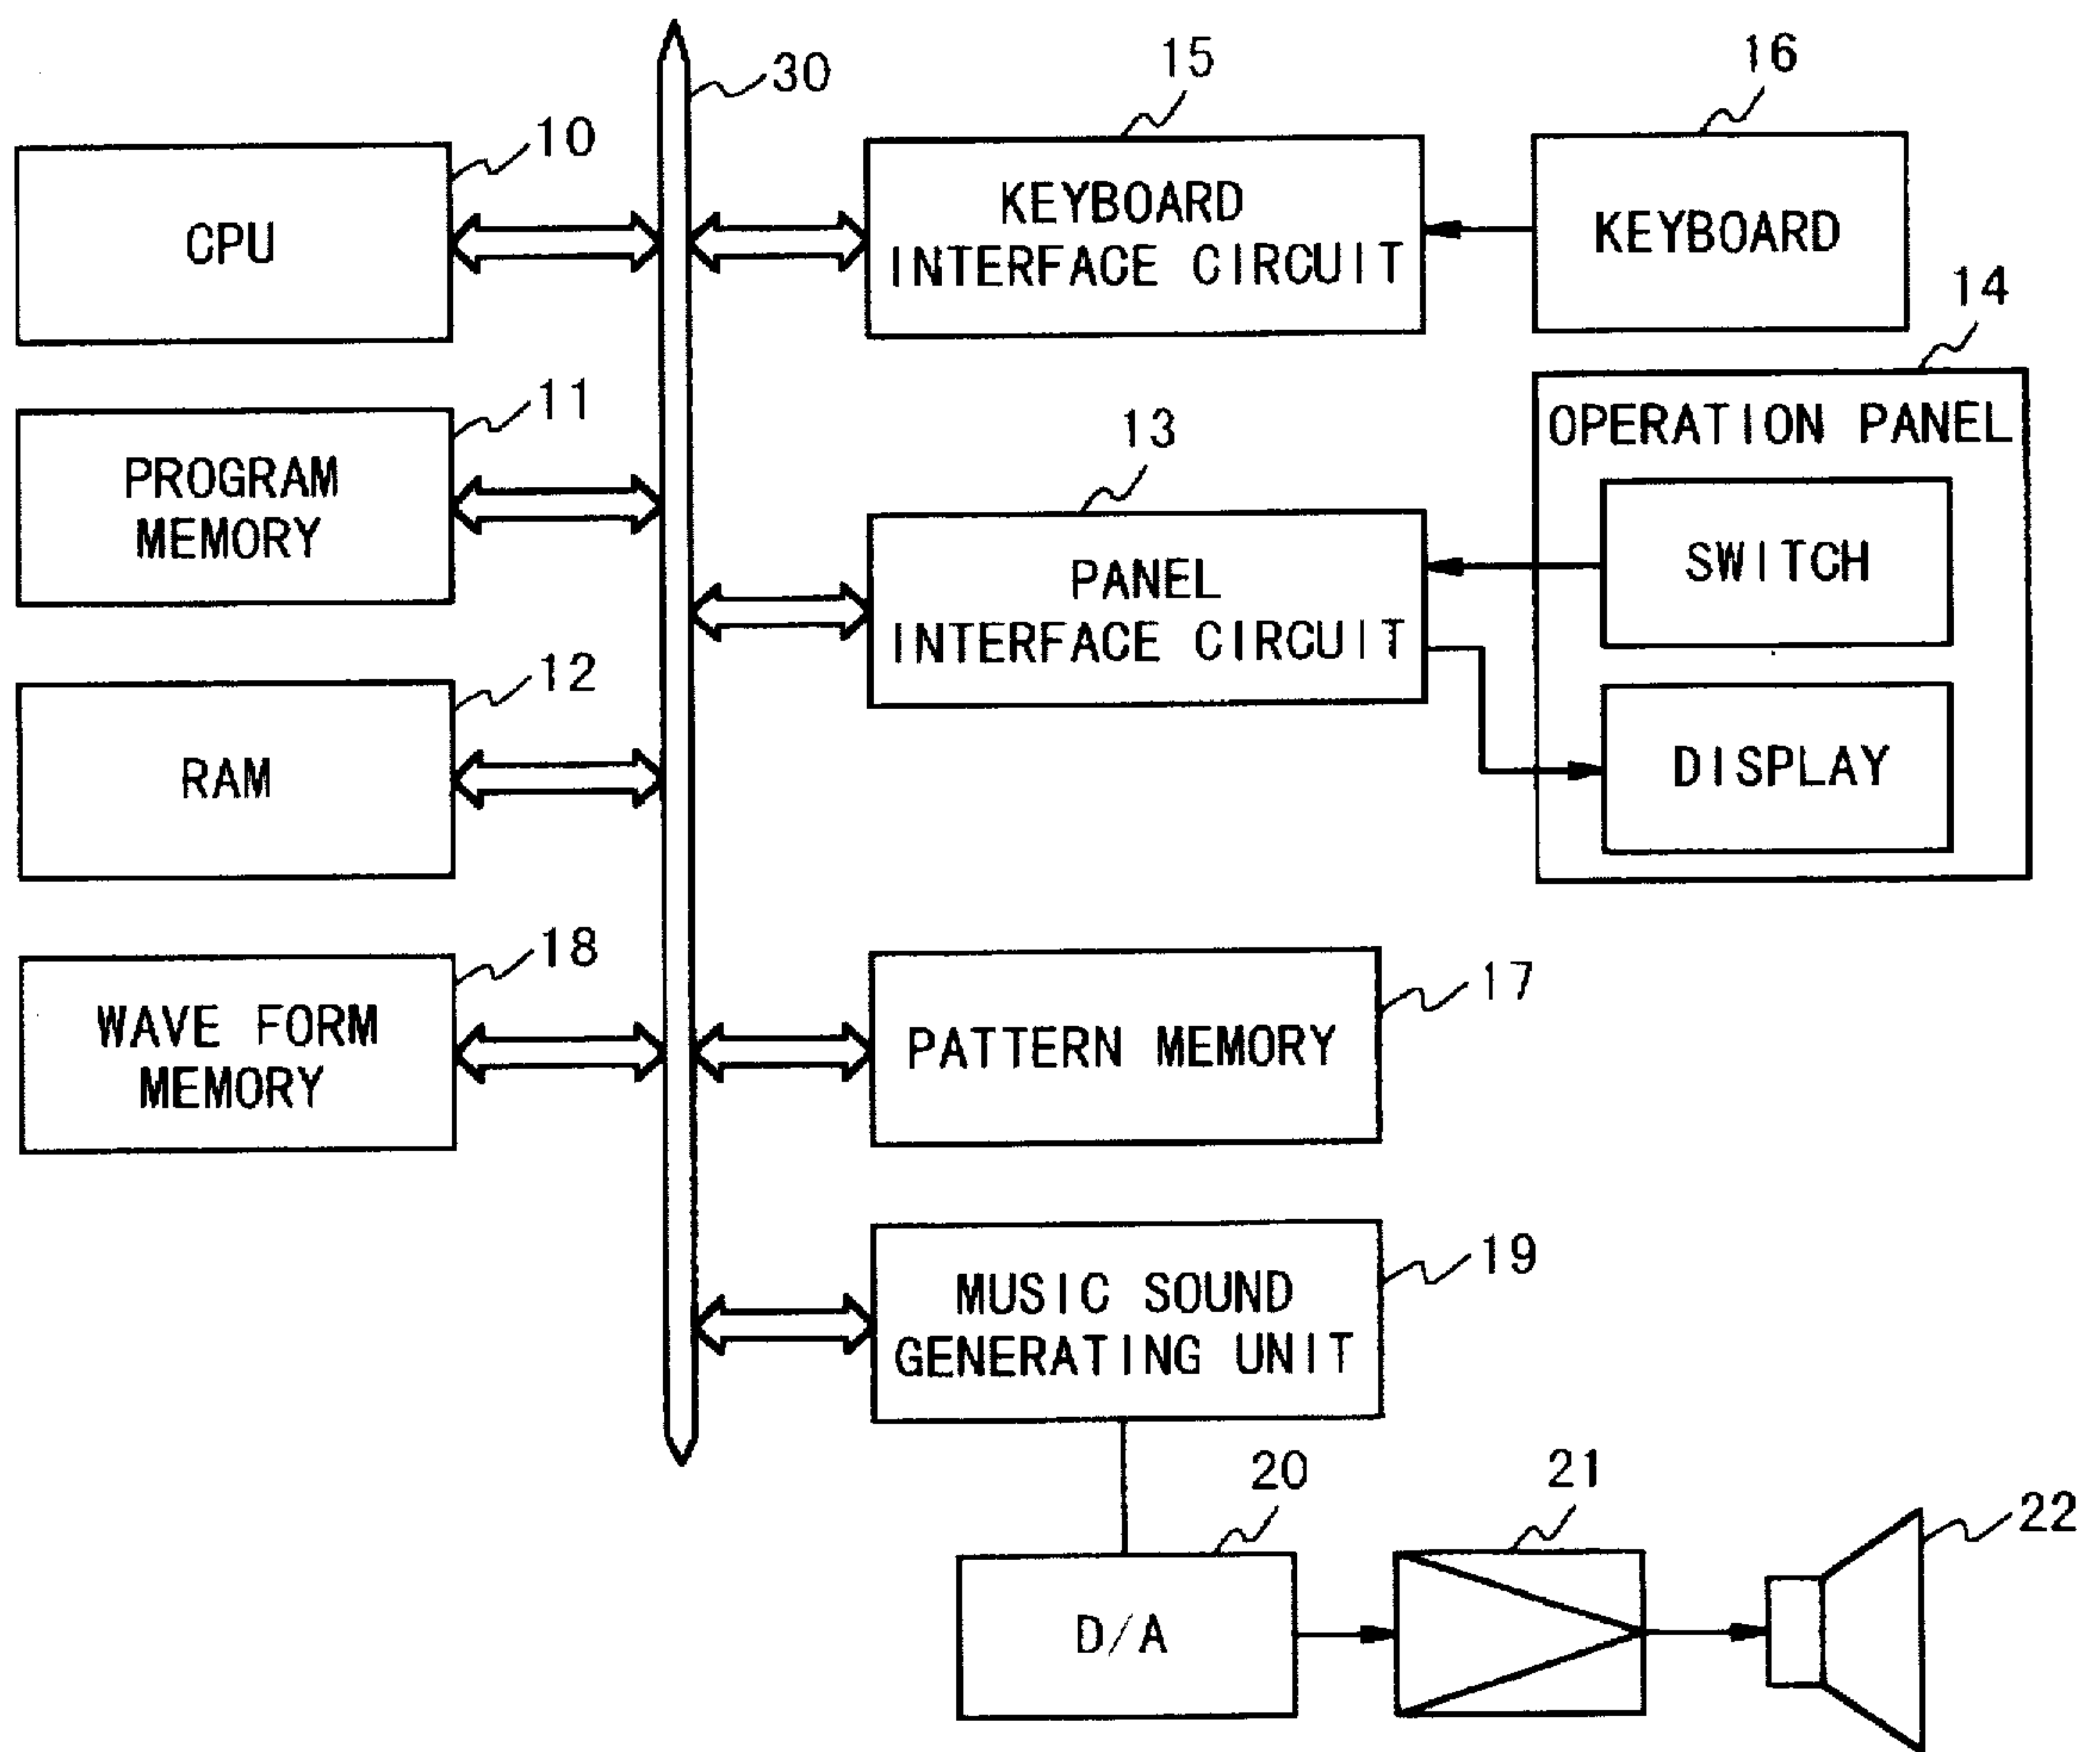 30
15
16
10
CPU
KEYBOARD
INTERFACE CIRCUIT
KEYBOARD
14
11
PROGRAM
MEMORY
13
PANEL
INTERFACE CIRCUIT
OPERATION PANEL
SWITCH
DISPLAY
12
RAM
18
WAVE FORM
MEMORY
17
PATTERN MEMORY
19
MUSIC SOUND
GENERATING UNIT
20
D/A
21
22